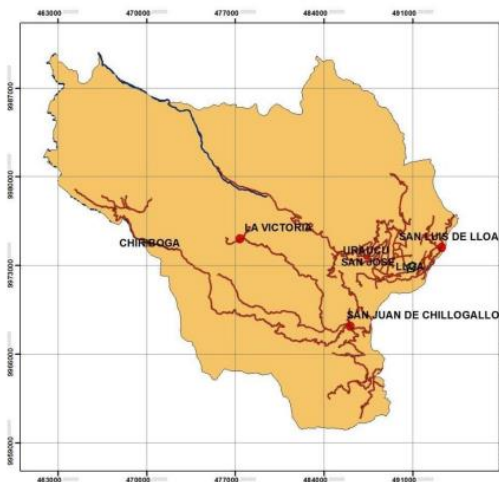 463000 470000 477000 484000 491000
9987000
9980000
9973000
9966000
9959000
LA VICTORIA
SAN LUIS DE LLOA
CHIRIBOGA
URAUCU
SAN JOSE
LLOA
SAN JUAN DE CHILLOGALLO
463000 470000 477000 484000 491000